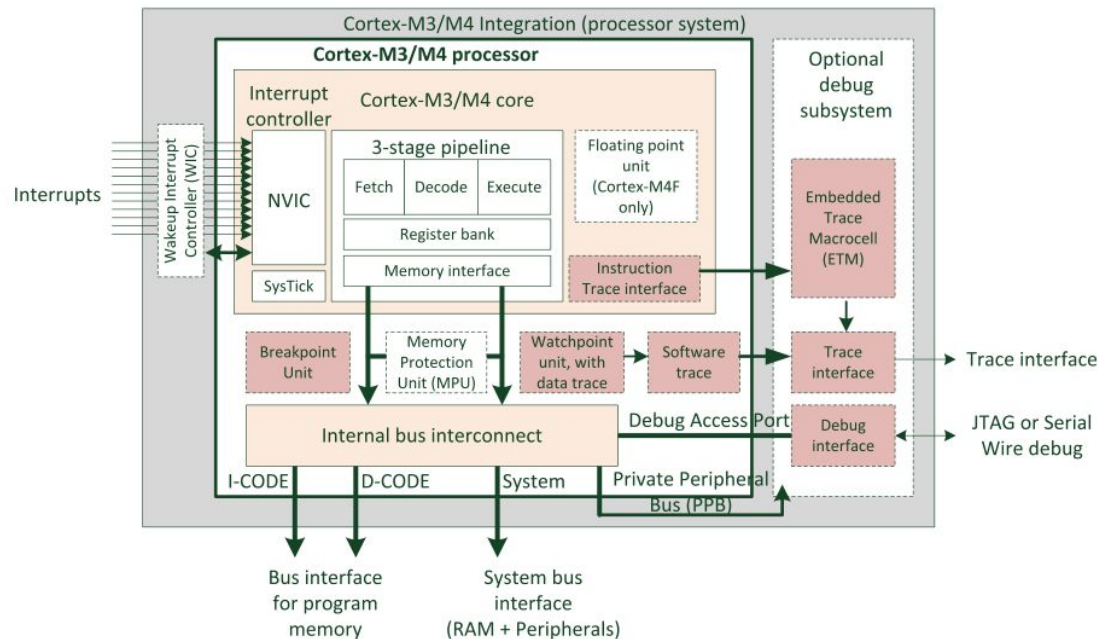 Cortex-M3/M4 Integration (processor system)
Cortex-M3/M4 processor
Optional
debug
subsystem
Interrupt
controller
Cortex-M3/M4 core
Interrupts
Wakeup Interrupt
Controller (WIC)
NVIC
SysTick
3-stage pipeline
Fetch
Decode
Execute
Register bank
Memory interface
Floating point
unit
(Cortex-M4F
only)
Instruction
Trace interface
Embedded
Trace
Macrocell
(ETM)
Breakpoint
Unit
Memory
Protection
Unit (MPU)
Watchpoint
unit, with
data trace
Software
trace
Trace
interface
Trace interface
Internal bus interconnect
Debug Access Port
Debug
interface
JTAG or Serial
Wire debug
I-CODE
D-CODE
System
Private Peripheral
Bus (PPB)
Bus interface
for program
memory
System bus
interface
(RAM + Peripherals)